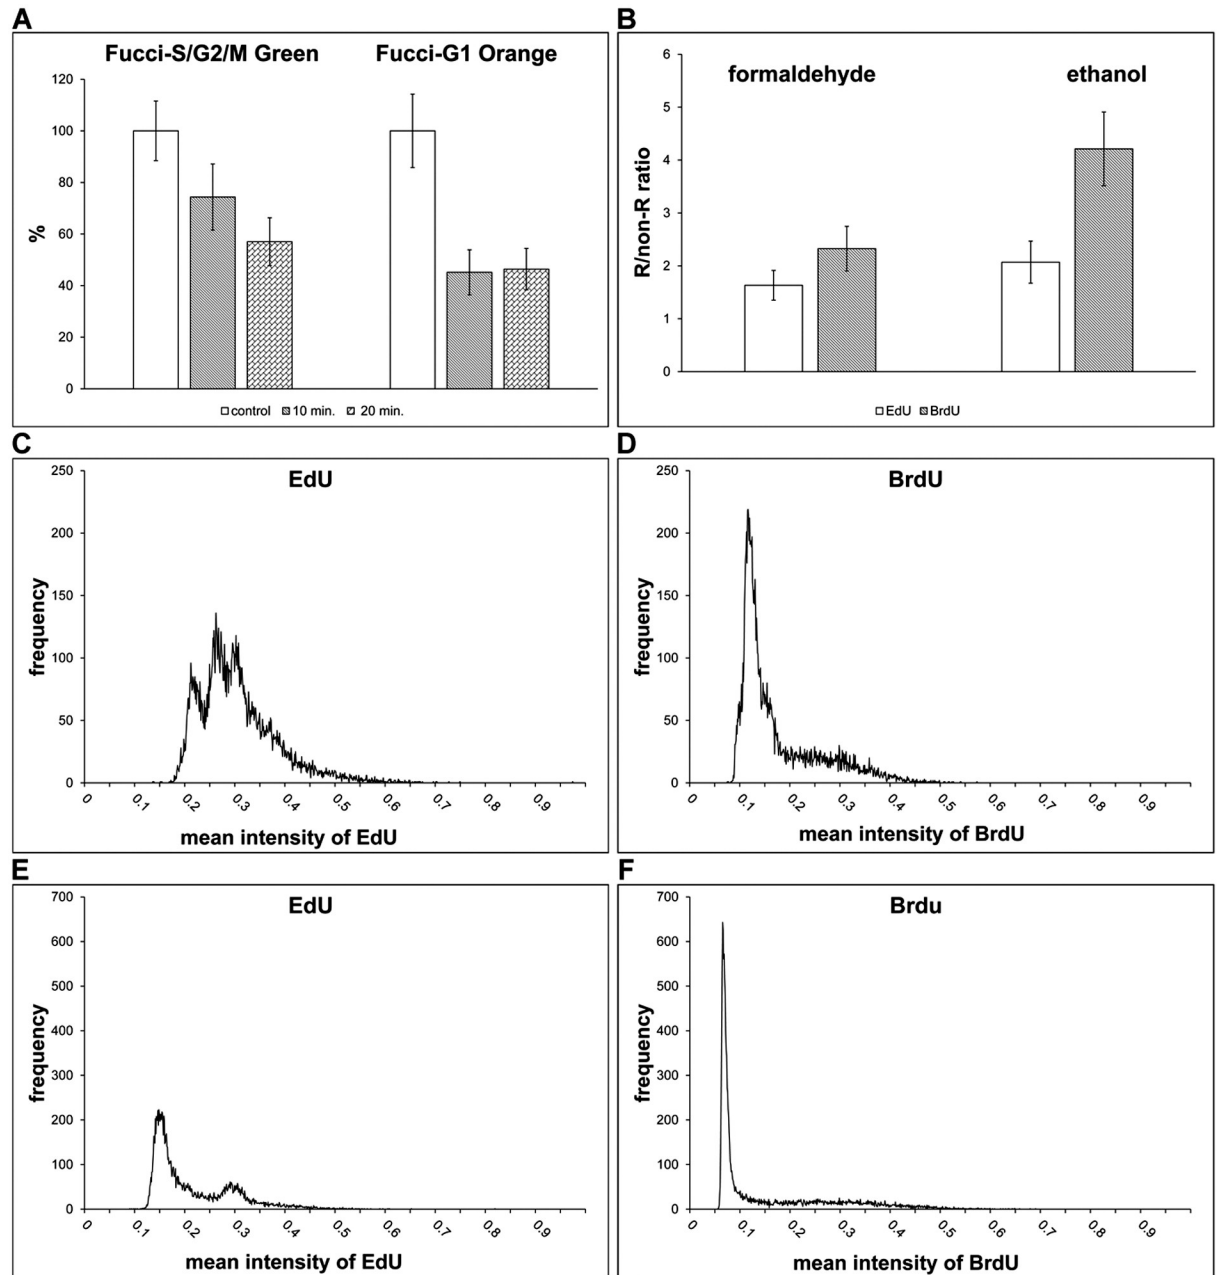 A
Fucci-S/G2/M Green Fucci-G1 Orange
120
100
80
60
40
20
0
%
control 10 min. 20 min.
B
formaldehyde ethanol
6
5
4
3
2
1
0
R/non-R ratio
EdU BrdU
C
EdU
250
200
150
100
50
0
frequency
0 0.1 0.2 0.3 0.4 0.5 0.6 0.7 0.8 0.9
mean intensity of EdU
D
BrdU
250
200
150
100
50
0
frequency
0 0.1 0.2 0.3 0.4 0.5 0.6 0.7 0.8 0.9
mean intensity of BrdU
E
EdU
700
600
500
400
300
200
100
0
frequency
0 0.1 0.2 0.3 0.4 0.5 0.6 0.7 0.8 0.9
mean intensity of EdU
F
Brdu
700
600
500
400
300
200
100
0
frequency
0 0.1 0.2 0.3 0.4 0.5 0.6 0.7 0.8 0.9
mean intensity of BrdU